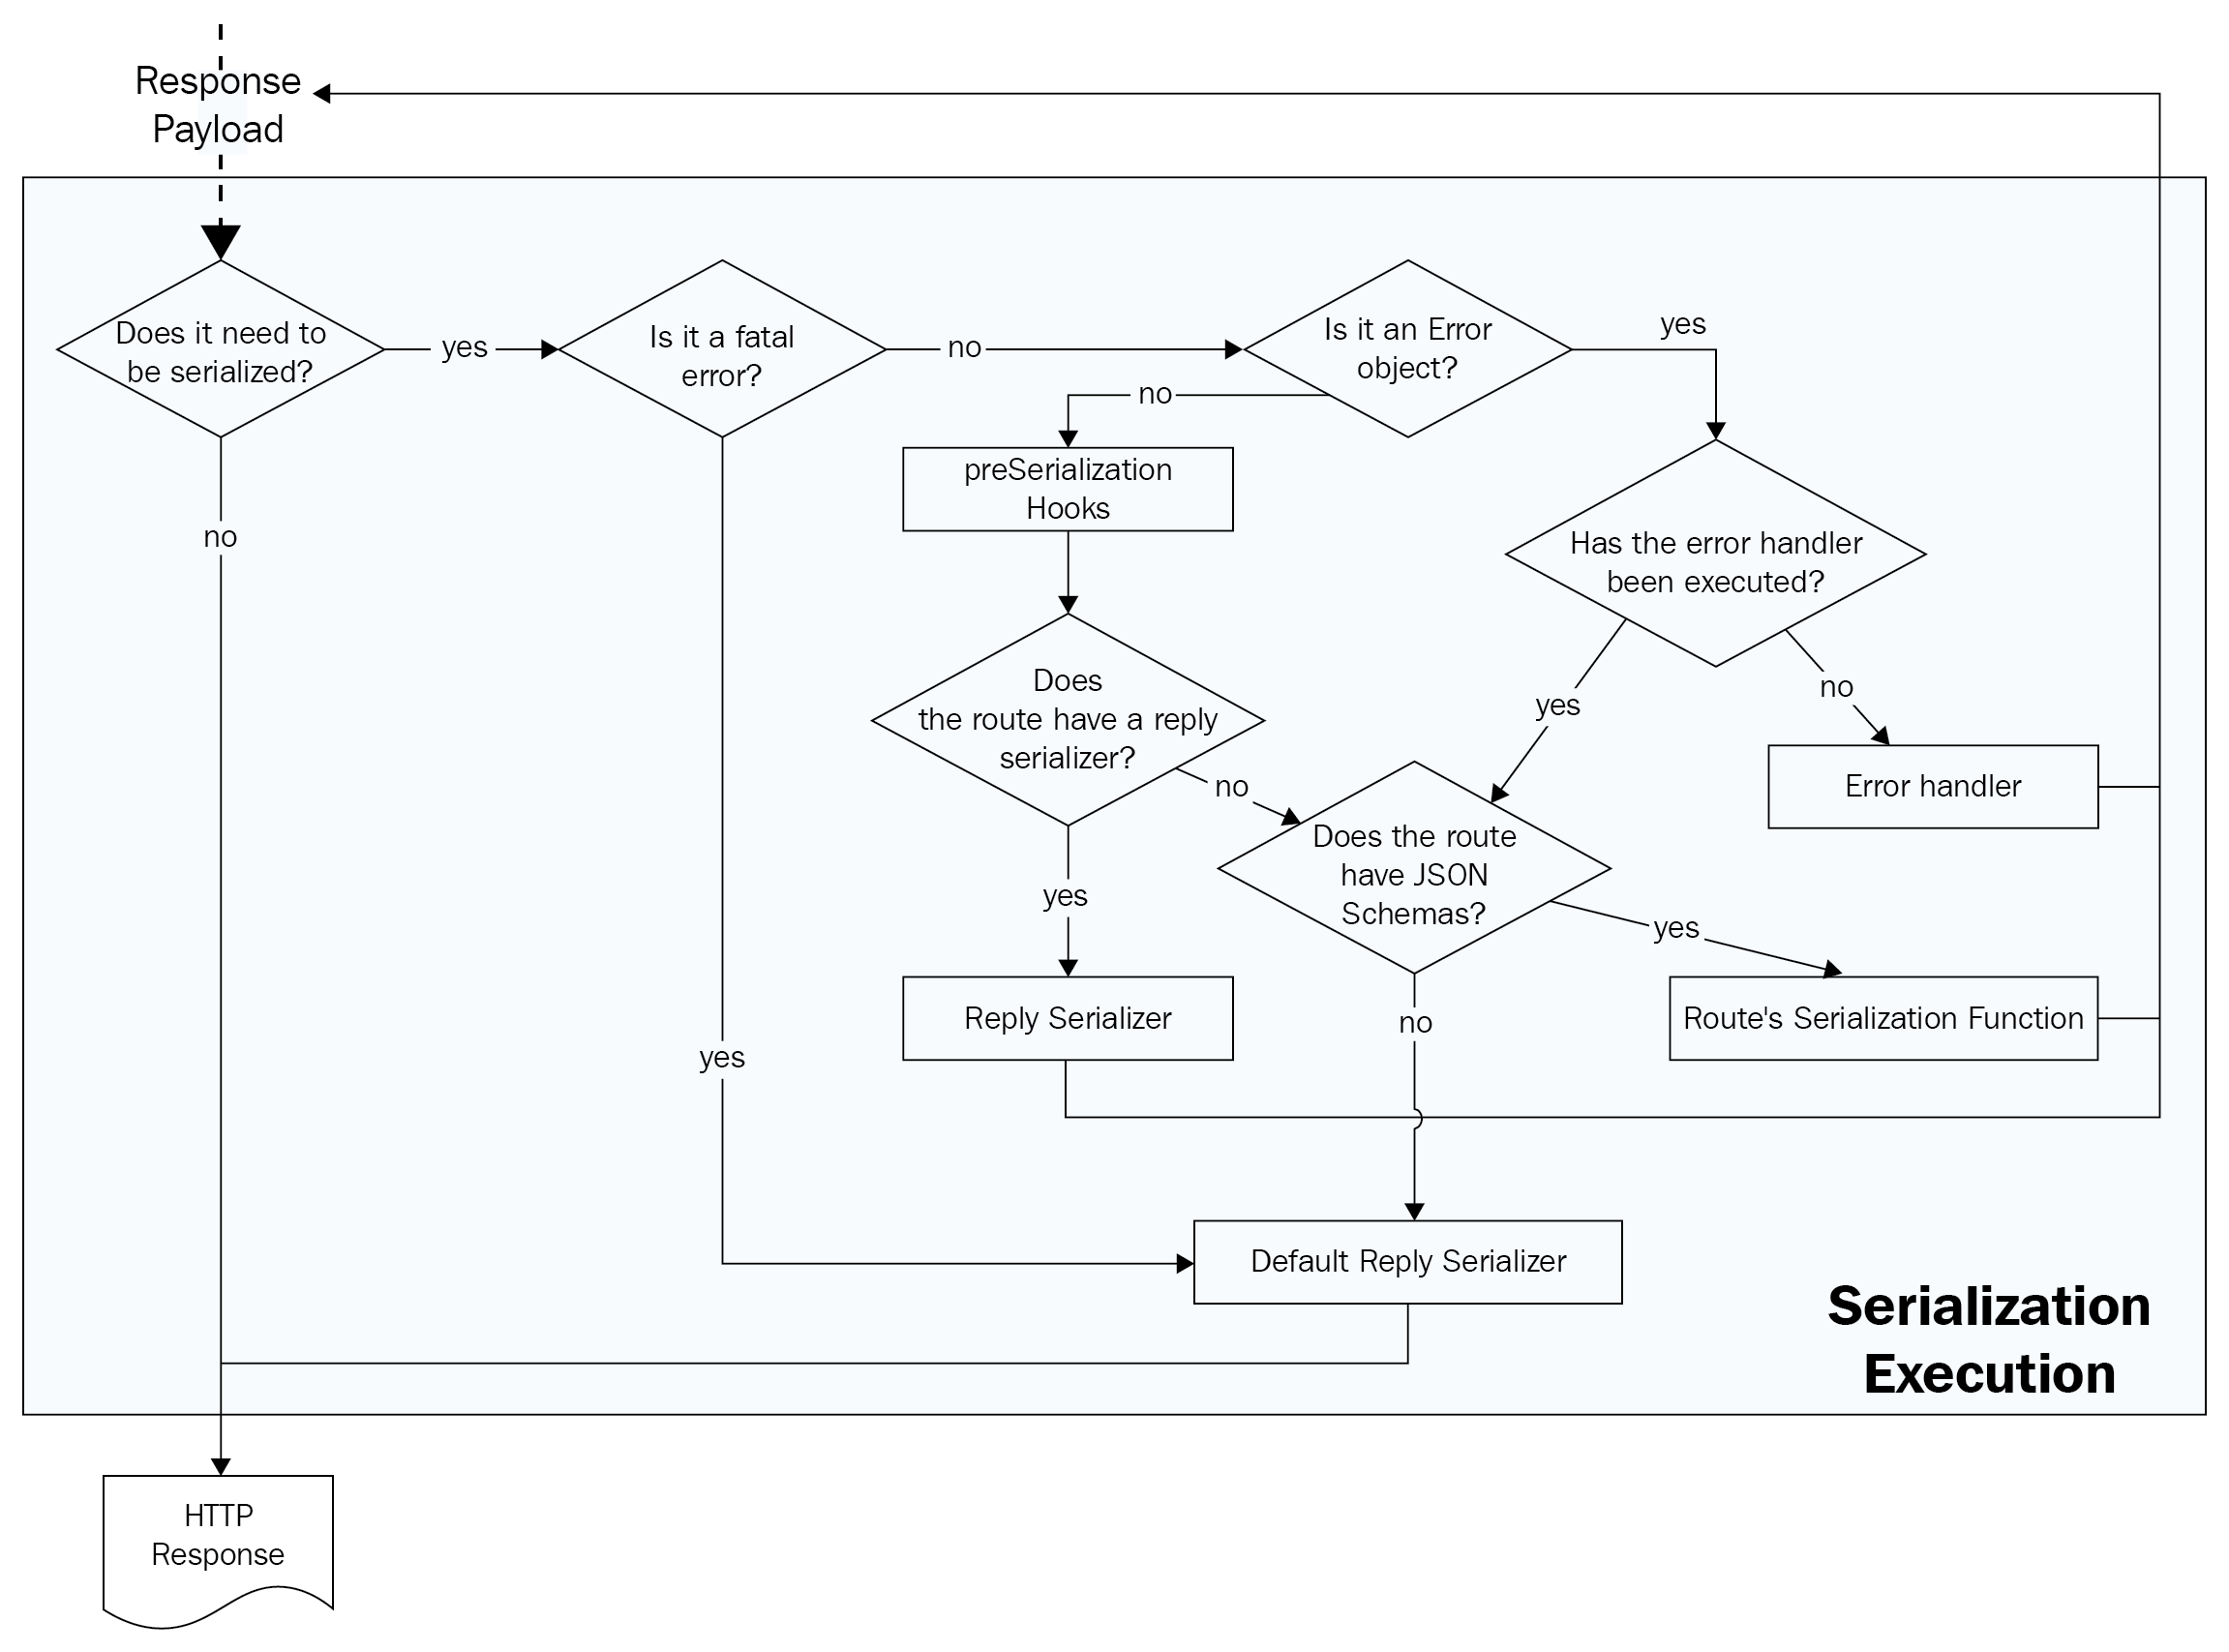 Response
Payload
Does it need to
be serialized?
yes
Is it a fatal
error?
no
Is it an Error
object?
yes
no
preSerialization
Hooks
no
Has the error handler
been executed?
Does
the route have a reply
serializer?
yes
no
no
Error handler
Does the route
have JSON
Schemas?
yes
yes
Reply Serializer
no
Route's Serialization Function
yes
Default Reply Serializer
Serialization
Execution
HTTP
Response